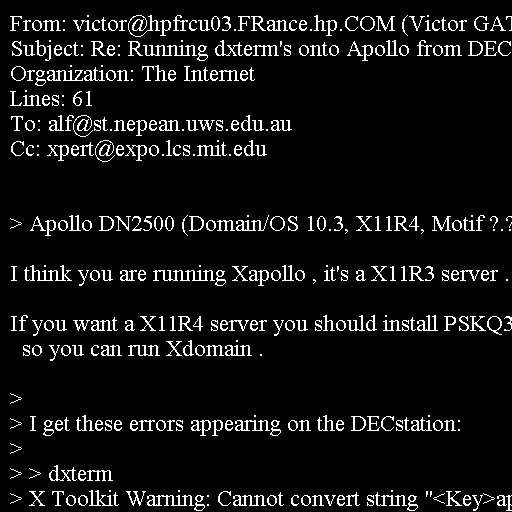 From: victor@hpfrcu03.FRance.hp.COM (Victor GAT
Subject: Re: Running dxterm's onto Apollo from DEC
Organization: The Internet
Lines: 61
To: alf@st.nepean.uws.edu.au
Cc: xpert@expo.lcs.mit.edu
> Apollo DN2500 (Domain/OS 10.3, X11R4, Motif ?.?
I think you are running Xapollo , it's a X11R3 server .
If you want a X11R4 server you should install PSKQ3
so you can run Xdomain .
>
> I get these errors appearing on the DECstation:
>
> > dxterm
> X Toolkit Warning: Cannot convert string "<Key>ap